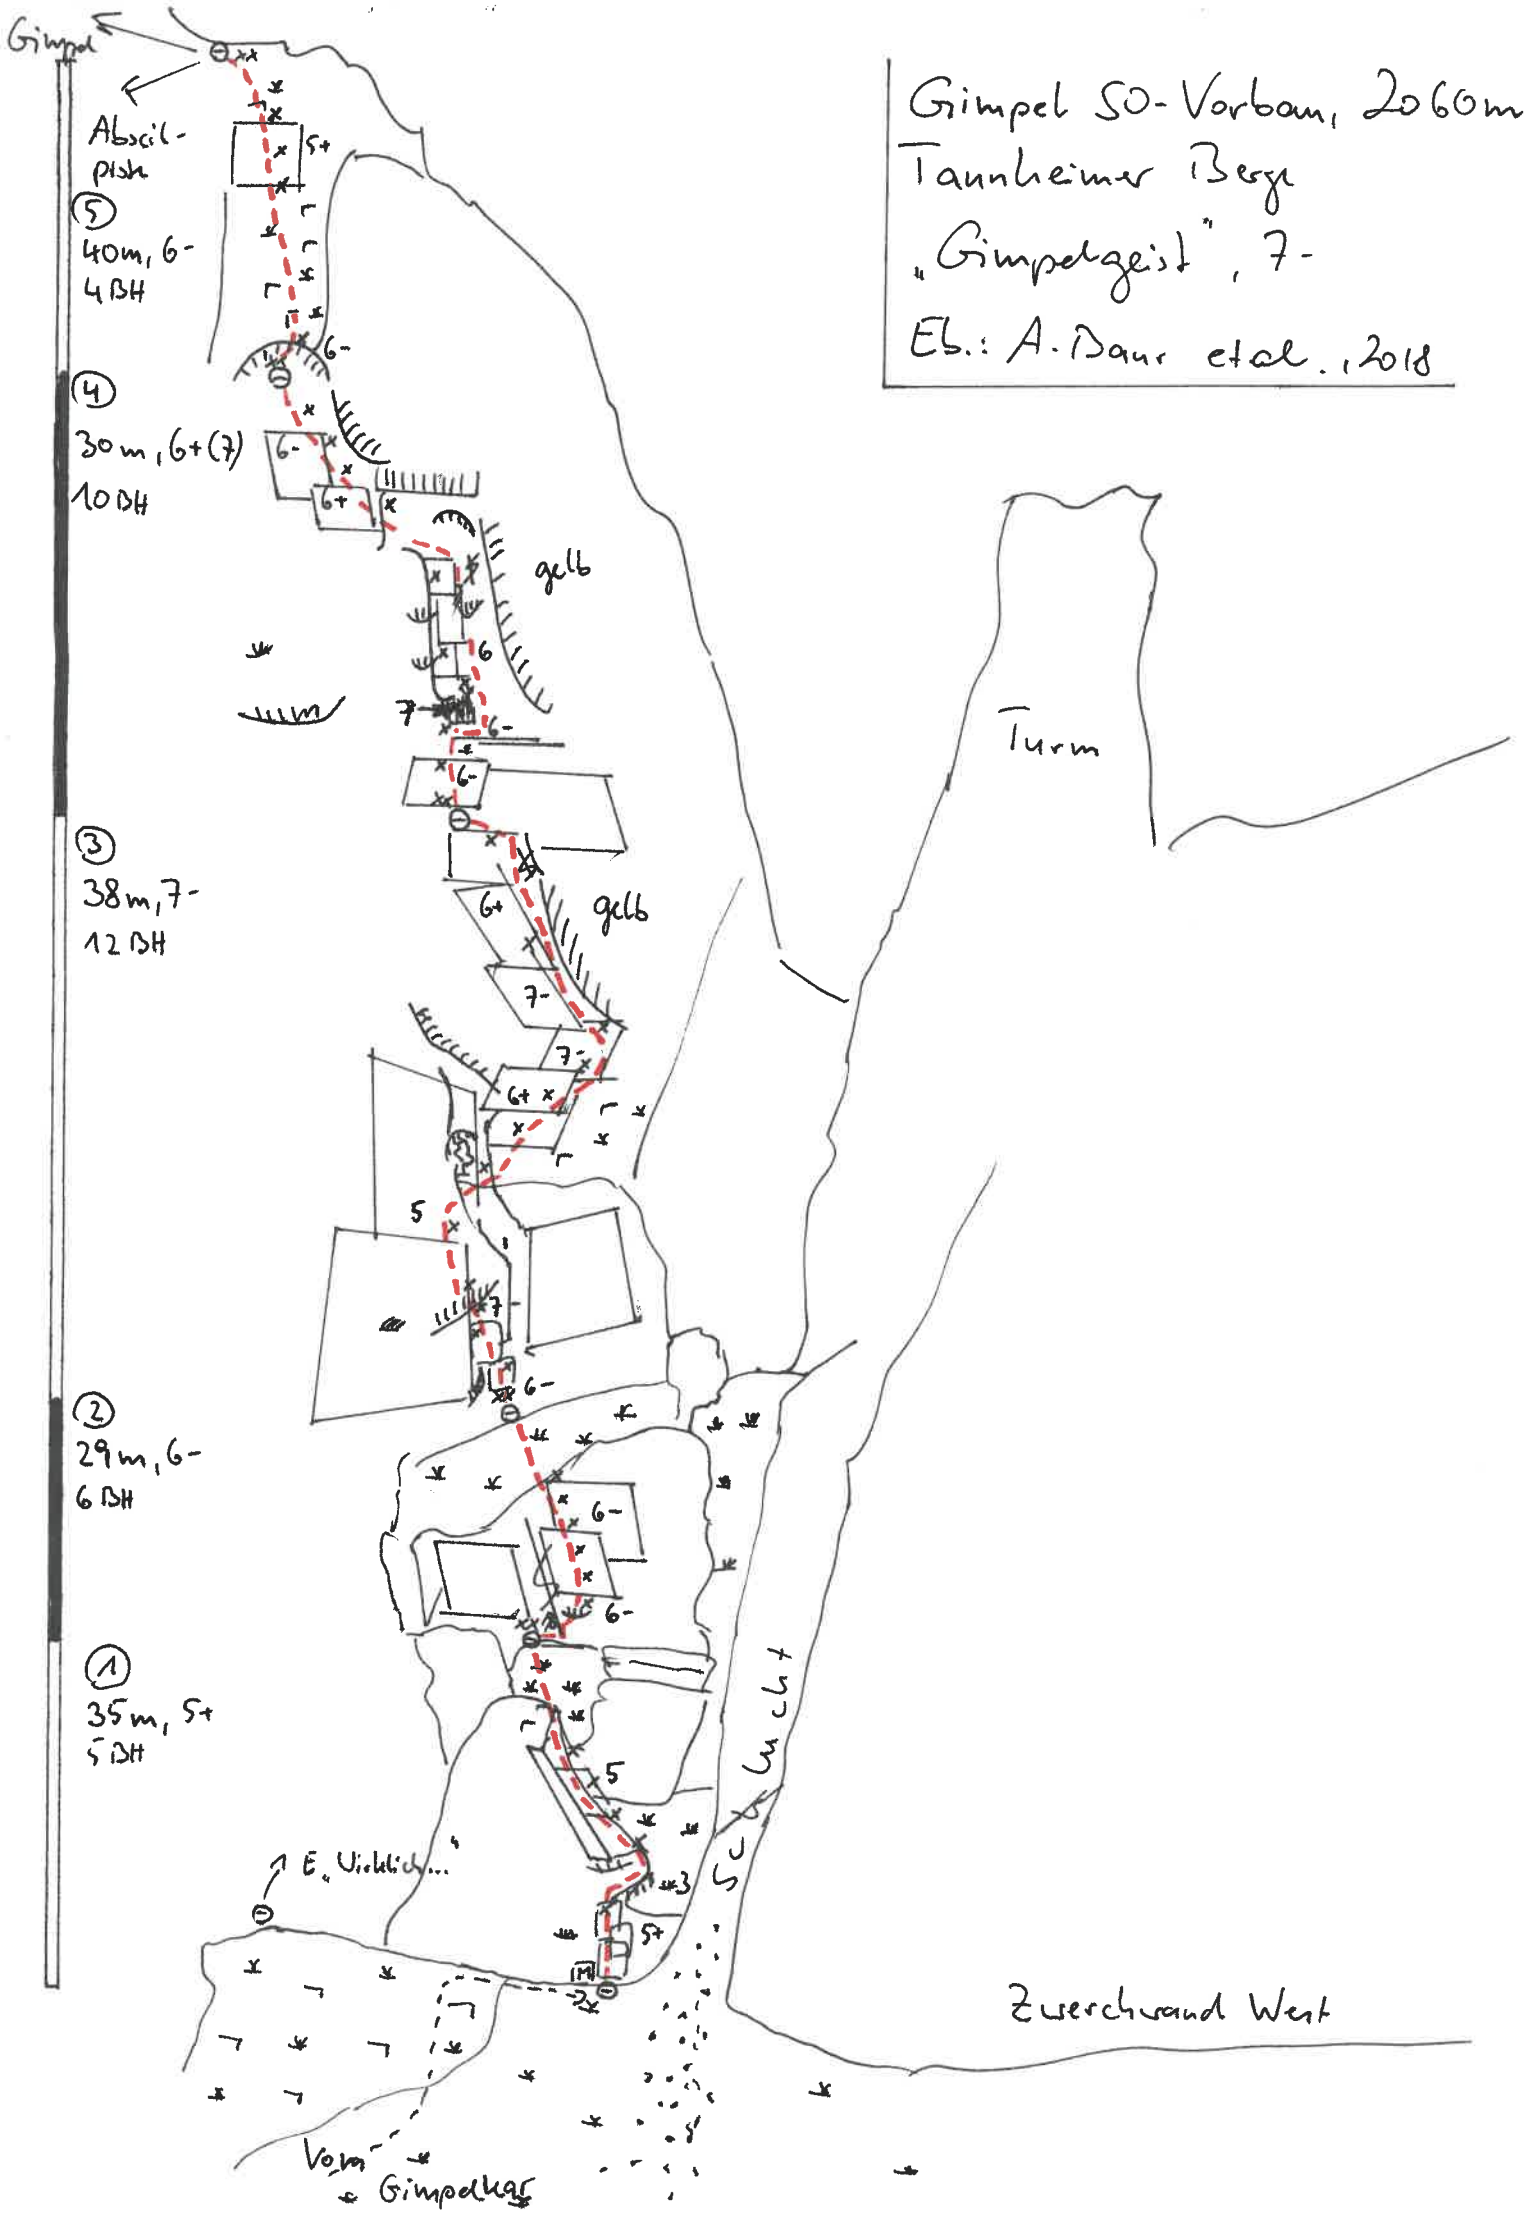 Gimpel
Gimpel SO-Vorbau, 2060m
Tannheimer Berge
„Gimpelgeist", 7-
Eb.: A. Baur et al., 2018
Abseil-
piste
5+
⑤
40m, 6-
4 BH
6-
④
30m, 6+(7)
10 BH
6-
6+
gelb
6
7
6-
Turm
6-
③
38m, 7-
12 BH
6+
gelb
7-
7-
6+
5
7-
6-
②
29m, 6-
6 BH
6-
6-
①
35m, 5+
5 BH
Schlucht
5
E „Wirklich..."
3
5+
Zwerchwand West
Vom
Gimpelkar